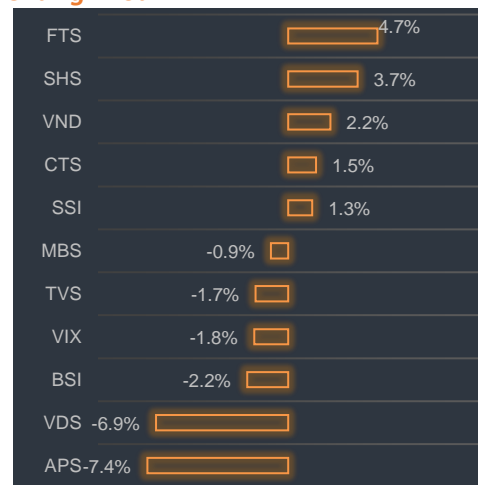 FTS 4.7%
SHS 3.7%
VND 2.2%
CTS 1.5%
SSI 1.3%
MBS -0.9%
TVS -1.7%
VIX -1.8%
BSI -2.2%
VDS -6.9%
APS -7.4%